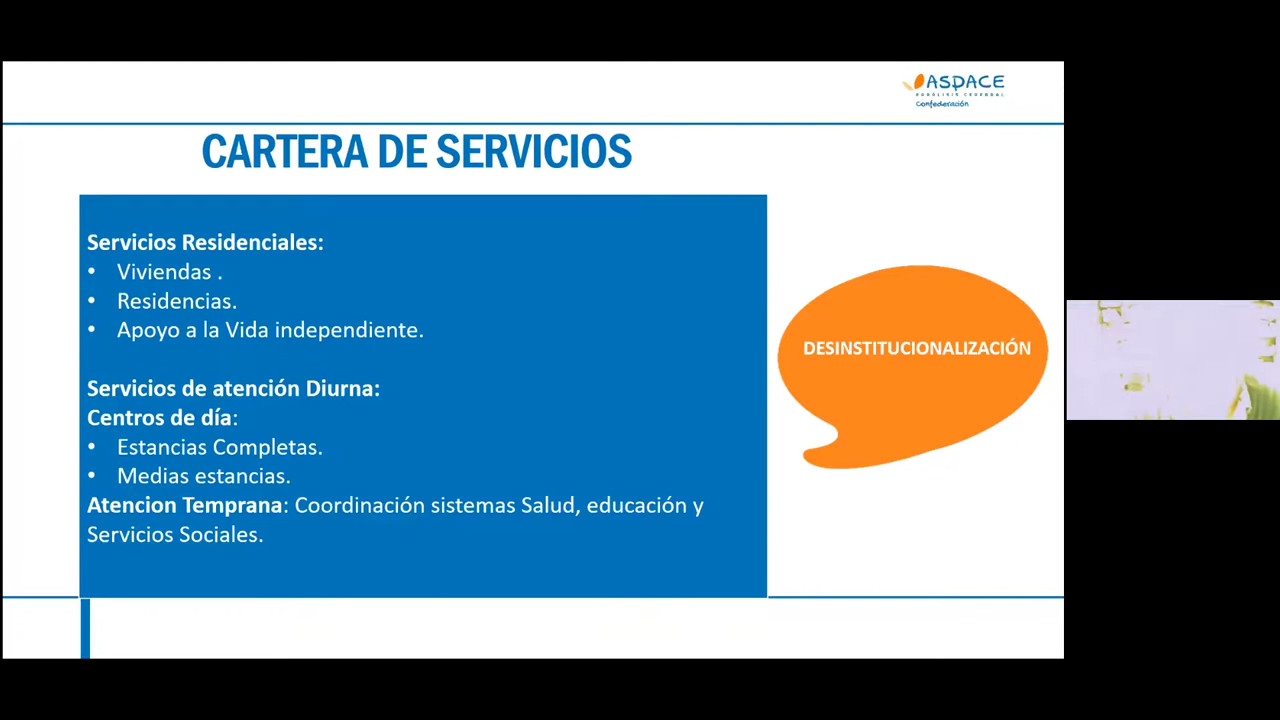 ASPACE
PARÁLISIS CEREBRAL
Confederación
CARTERA DE SERVICIOS
Servicios Residenciales:
• Viviendas .
• Residencias.
• Apoyo a la Vida independiente.
Servicios de atención Diurna:
Centros de día:
• Estancias Completas.
• Medias estancias.
Atencion Temprana: Coordinación sistemas Salud, educación y
Servicios Sociales.
DESINSTITUCIONALIZACIÓN